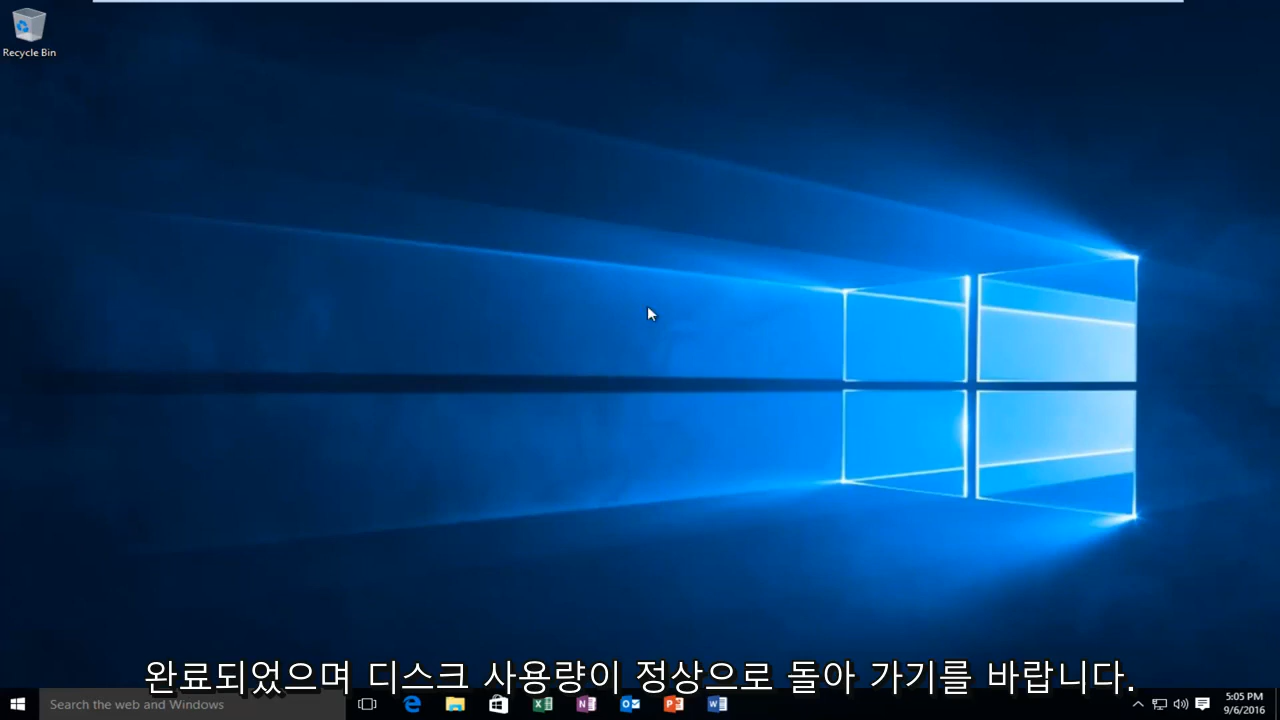 Recycle Bin
완료되었으며 디스크 사용량이 정상으로 돌아 가기를 바랍니다.
Search the web and Windows
5:05 PM
9/6/2016